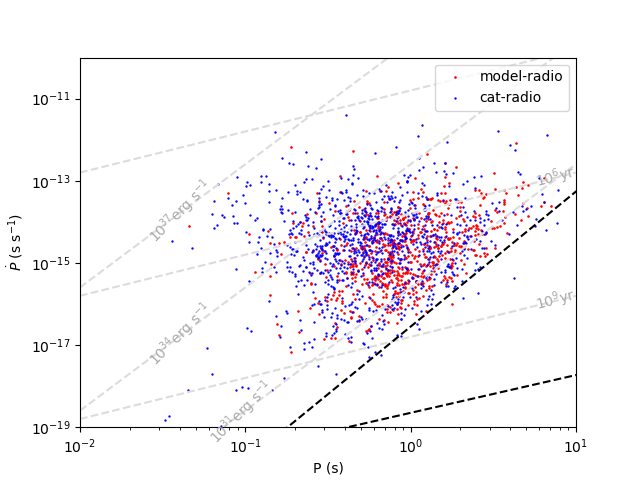 model-radio
cat-radio
10^37 erg s^−1
10^34 erg s^−1
10^31 erg s^−1
10^6 yr
10^9 yr
10^−11
10^−13
10^−15
10^−17
10^−19
Ṗ (s s^−1)
10^−2
10^−1
10^0
10^1
P (s)